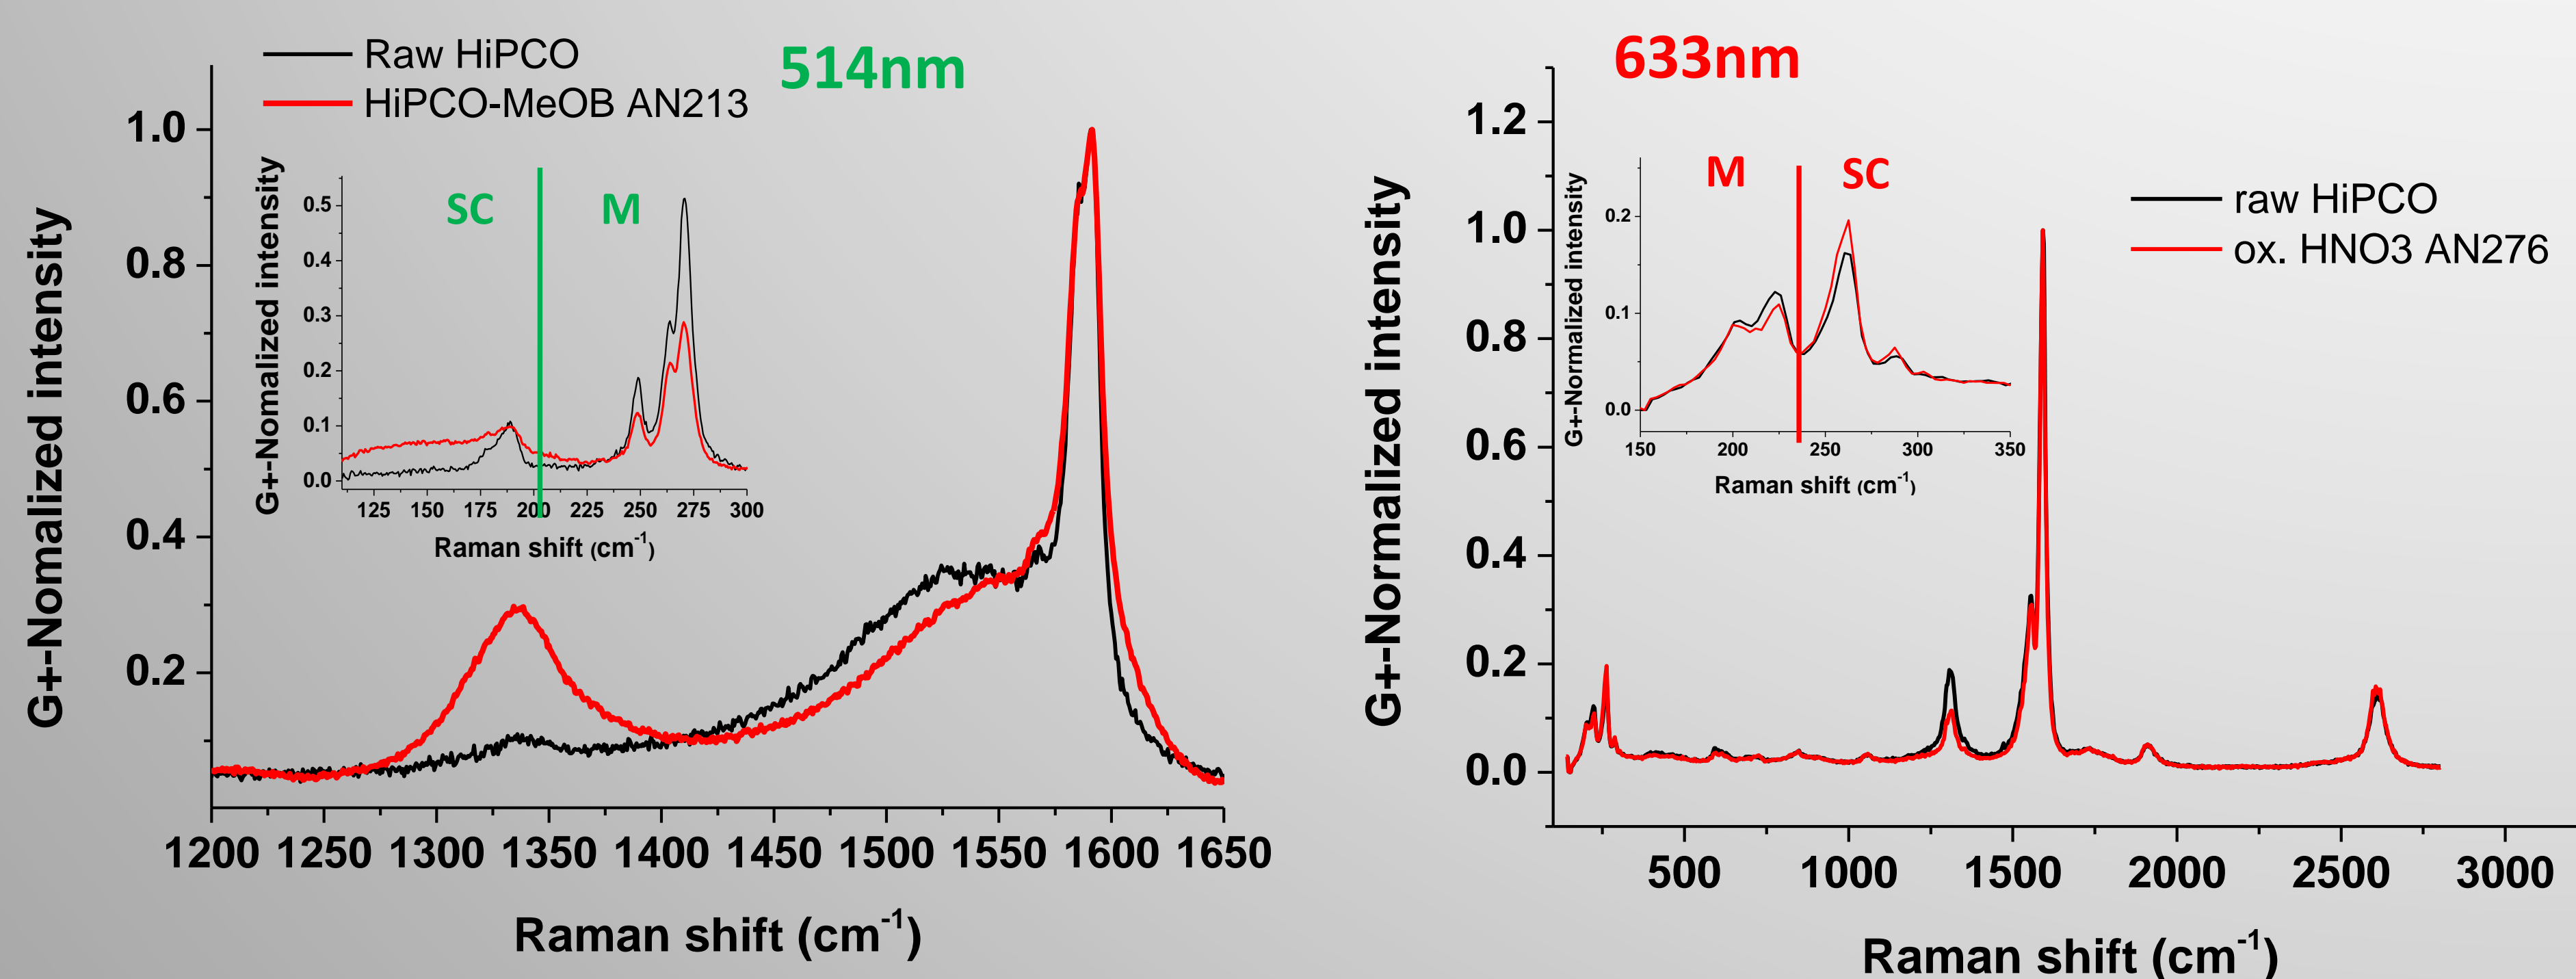 Raw HiPCO
HiPCO-MeOB AN213
514nm
G+-Nomalized intensity
1.0
0.8
0.6
0.4
0.2
1200 1250 1300 1350 1400 1450 1500 1550 1600 1650
Raman shift (cm-1)
G+-Nomalized intensity
SC
M
0.5
0.4
0.3
0.2
0.1
0.0
125 150 175 200 225 250 275 300
Raman shift (cm-1)
633nm
raw HiPCO
ox. HNO3 AN276
G+-Normalized intensity
1.2
1.0
0.8
0.6
0.4
0.2
0.0
500 1000 1500 2000 2500 3000
Raman shift (cm-1)
G+-Normalized intensity
M
SC
0.2
0.1
0.0
150 200 250 300 350
Raman shift (cm-1)